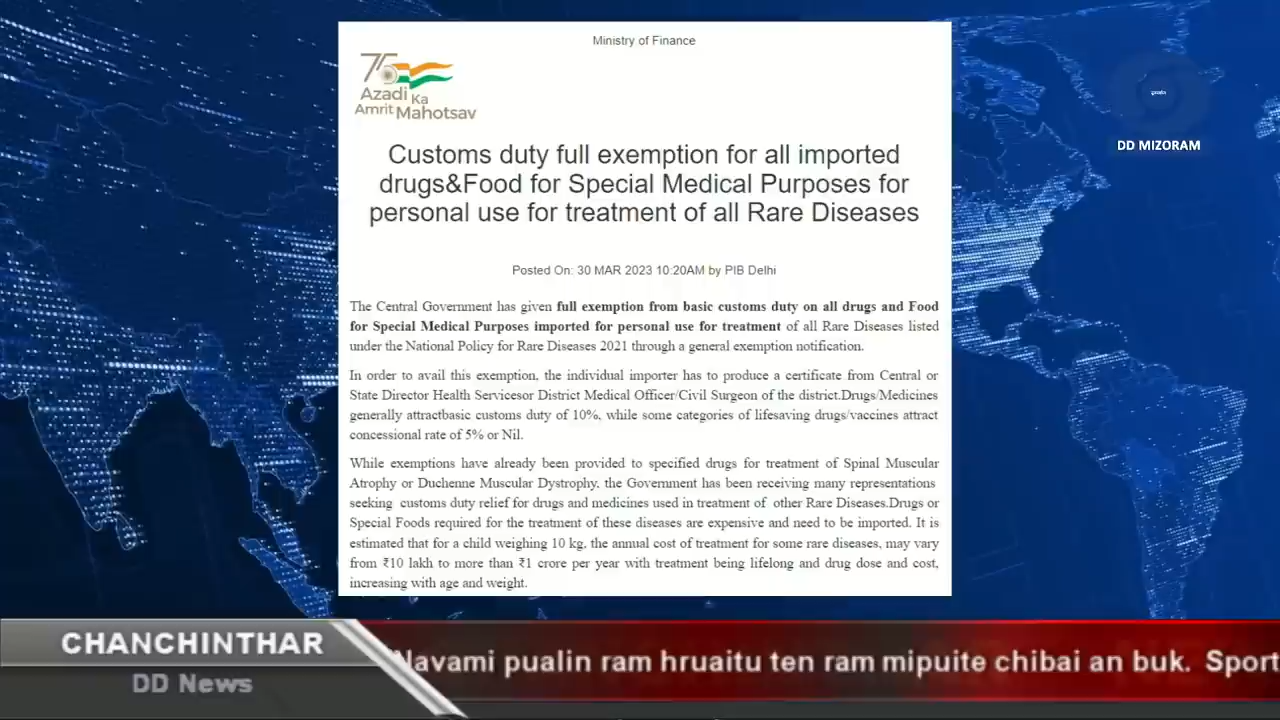 Ministry of Finance
75
Azadi Ka
Amrit Mahotsav
DD MIZORAM
Customs duty full exemption for all imported
drugs&Food for Special Medical Purposes for
personal use for treatment of all Rare Diseases
Posted On: 30 MAR 2023 10:20AM by PIB Delhi
The Central Government has given full exemption from basic customs duty on all drugs and Food
for Special Medical Purposes imported for personal use for treatment of all Rare Diseases listed
under the National Policy for Rare Diseases 2021 through a general exemption notification.
In order to avail this exemption, the individual importer has to produce a certificate from Central or
State Director Health Servicesor District Medical Officer/Civil Surgeon of the district.Drugs/Medicines
generally attractbasic customs duty of 10%, while some categories of lifesaving drugs/vaccines attract
concessional rate of 5% or Nil.
While exemptions have already been provided to specified drugs for treatment of Spinal Muscular
Atrophy or Duchenne Muscular Dystrophy, the Government has been receiving many representations
seeking customs duty relief for drugs and medicines used in treatment of other Rare Diseases.Drugs or
Special Foods required for the treatment of these diseases are expensive and need to be imported. It is
estimated that for a child weighing 10 kg, the annual cost of treatment for some rare diseases, may vary
from ₹10 lakh to more than ₹1 crore per year with treatment being lifelong and drug dose and cost,
increasing with age and weight.
CHANCHINTHAR
DD News
Navami pualin ram hruaitu ten ram mipuite chibai an buk. Sport